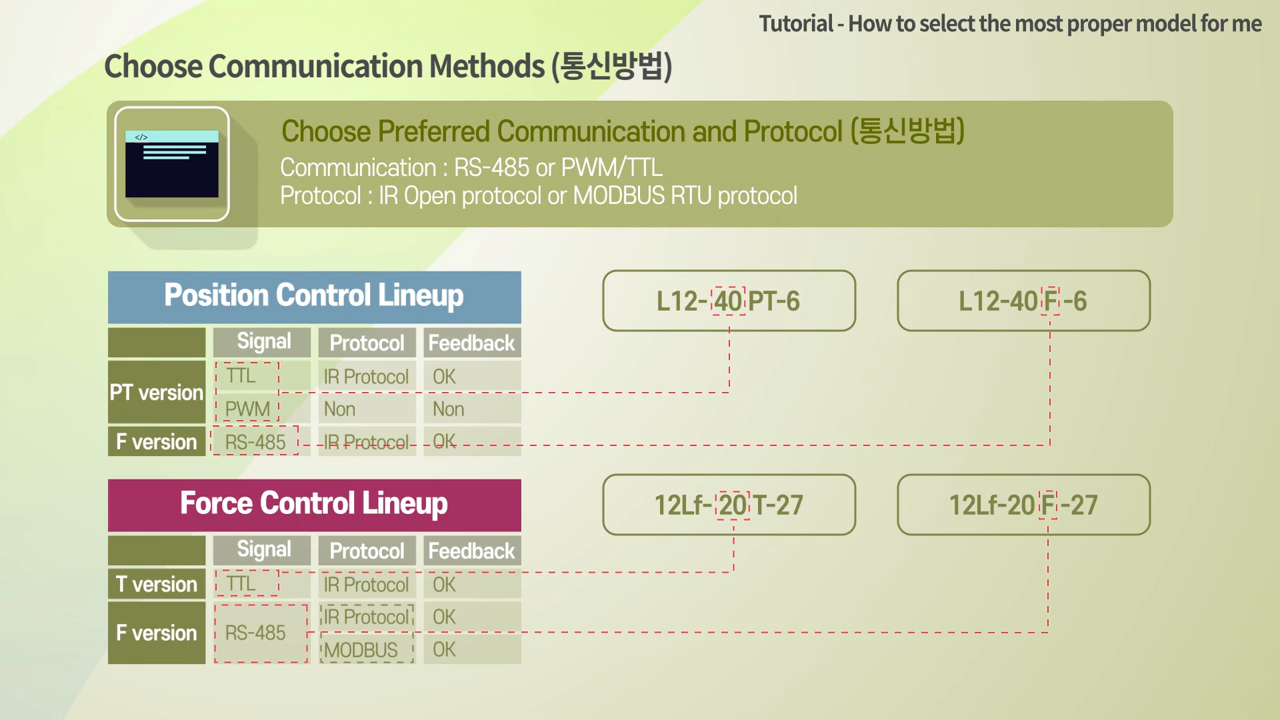 Tutorial - How to select the most proper model for me
Choose Communication Methods (통신방법)
</>
Choose Preferred Communication and Protocol (통신방법)
Communication : RS-485 or PWM/TTL
Protocol : IR Open protocol or MODBUS RTU protocol
Position Control Lineup
Signal Protocol Feedback
PT version TTL IR Protocol OK
PWM Non Non
F version RS-485 IR Protocol OK
L12-40PT-6
L12-40F-6
Force Control Lineup
Signal Protocol Feedback
T version TTL IR Protocol OK
F version RS-485 IR Protocol OK
MODBUS OK
12Lf-20T-27
12Lf-20F-27